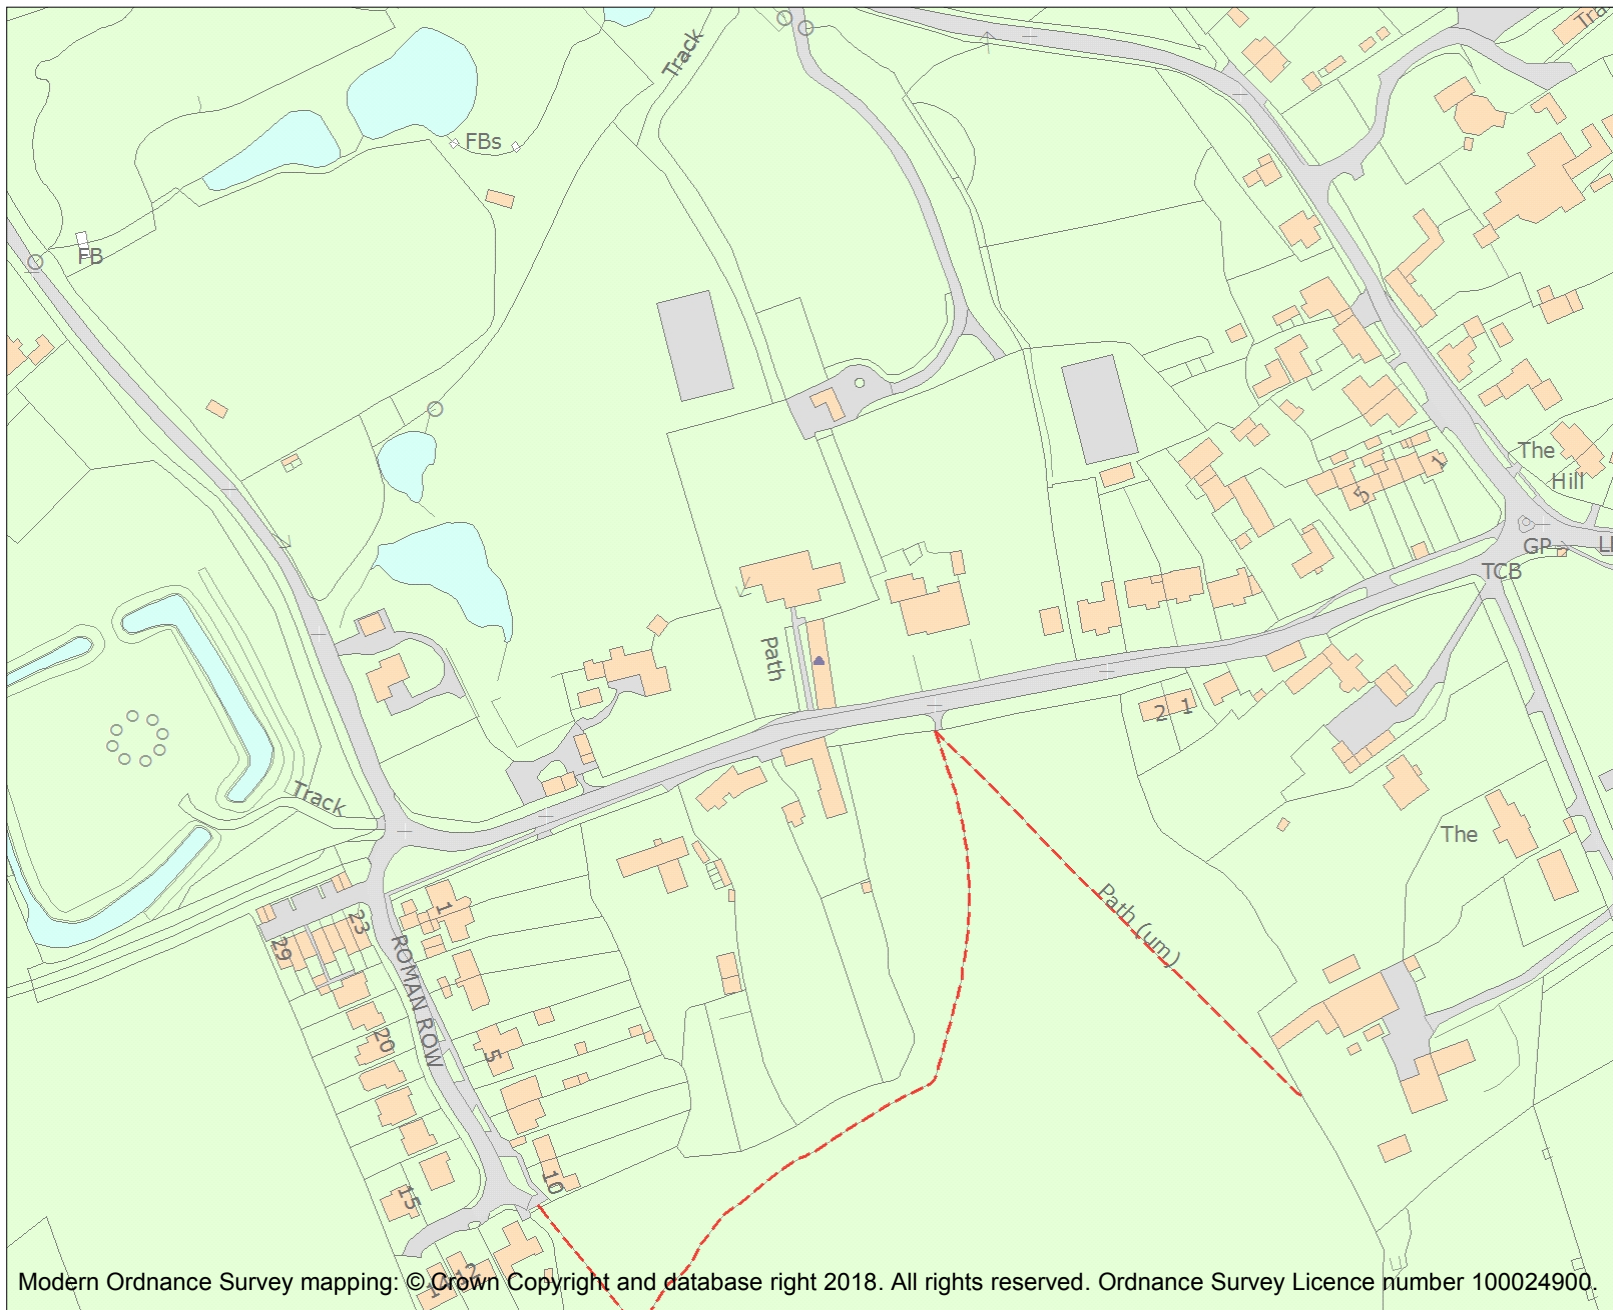 Tra
Track
FBs
FB
The
Hill
1
5
GP
TCB
Path
2 1
Track
The
Path (um)
1
23
29
ROMAN ROW
20
5
15
10
12
Modern Ordnance Survey mapping: © Crown Copyright and database right 2018. All rights reserved. Ordnance Survey Licence number 100024900.